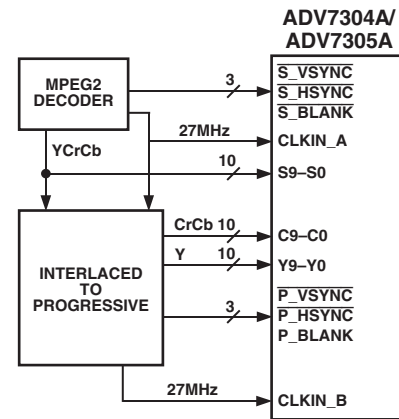 ADV7304A/
ADV7305A
MPEG2
DECODER
YCrCb
3
S_VSYNC
S_HSYNC
S_BLANK
27MHz
CLKIN_A
10
S9–S0
INTERLACED
TO
PROGRESSIVE
CrCb 10
C9–C0
Y 10
Y9–Y0
3
P_VSYNC
P_HSYNC
P_BLANK
27MHz
CLKIN_B